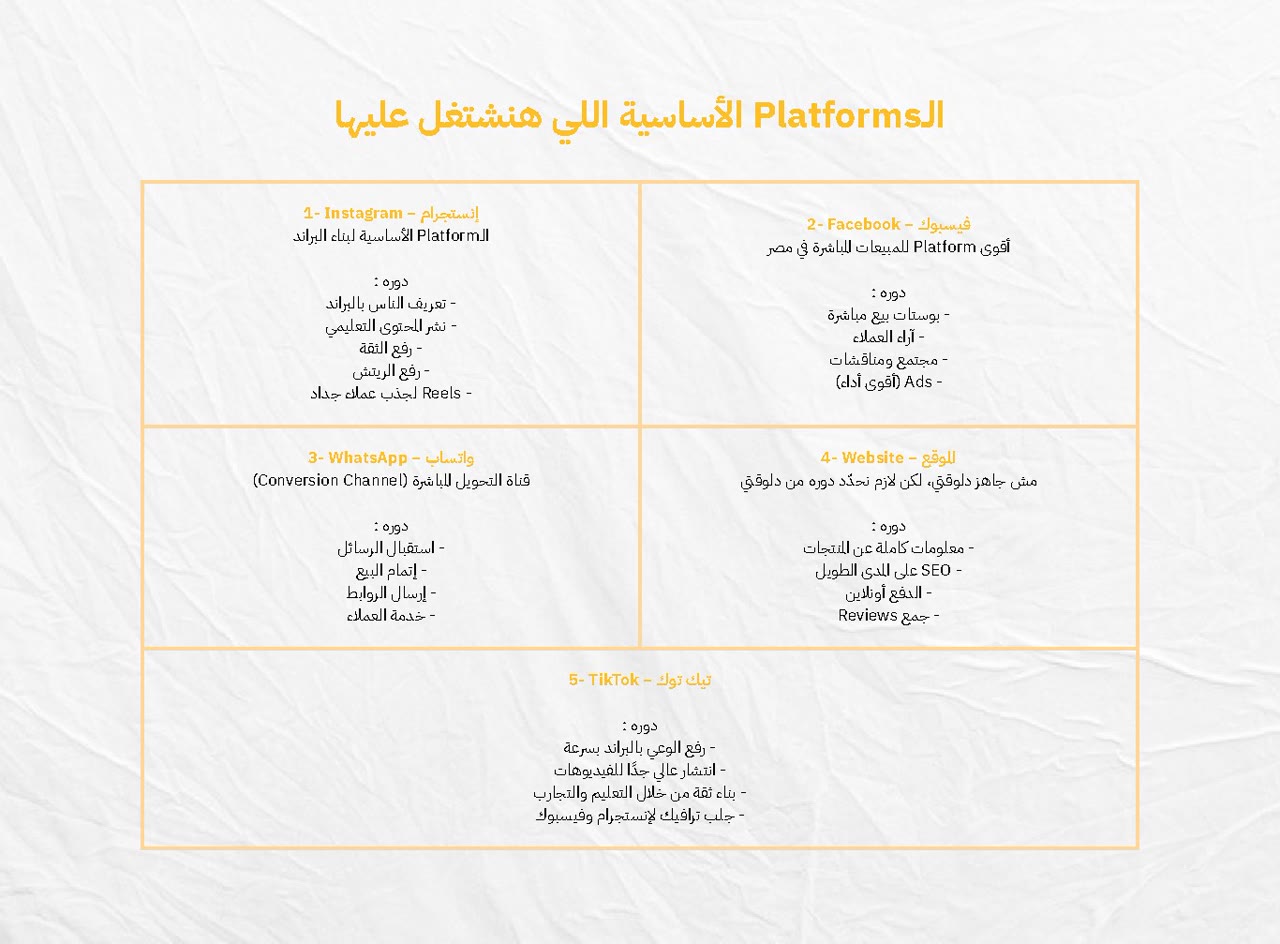 الـPlatforms الأساسية اللي هنشتغل عليها
1- Instagram – إنستجرام
الـPlatform الأساسية لبناء البراند
دوره :
- تعريف الناس بالبراند
- نشر المحتوى التعليمي
- رفع الثقة
- رفع الريتش
- Reels لجذب عملاء جداد
2- Facebook – فيسبوك
أقوى Platform للمبيعات المباشرة في مصر
دوره :
- بوستات بيع مباشرة
- آراء العملاء
- مجتمع ومناقشات
- Ads (أقوى أداء)
3- WhatsApp – واتساب
قناة التحويل المباشرة (Conversion Channel)
دوره :
- استقبال الرسائل
- إتمام البيع
- إرسال الروابط
- خدمة العملاء
4- Website – الموقع
مش جاهز دلوقتي، لكن لازم نحدّد دوره من دلوقتي
دوره :
- معلومات كاملة عن المنتجات
- SEO على المدى الطويل
- الدفع أونلاين
- جمع Reviews
5- TikTok – تيك توك
دوره :
- رفع الوعي بالبراند بسرعة
- انتشار عالي جدًا للفيديوهات
- بناء ثقة من خلال التعليم والتجارب
- جلب ترافيك لإنستجرام وفيسبوك